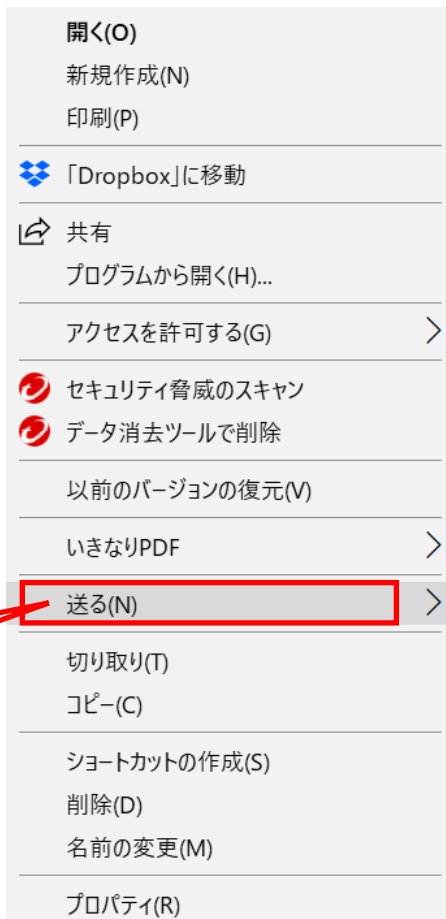 開く(O)
新規作成(N)
印刷(P)
「Dropbox」に移動
共有
プログラムから開く(H)...
アクセスを許可する(G)
セキュリティ脅威のスキャン
データ消去ツールで削除
以前のバージョンの復元(V)
いきなりPDF
送る(N)
切り取り(T)
コピー(C)
ショートカットの作成(S)
削除(D)
名前の変更(M)
プロパティ(R)